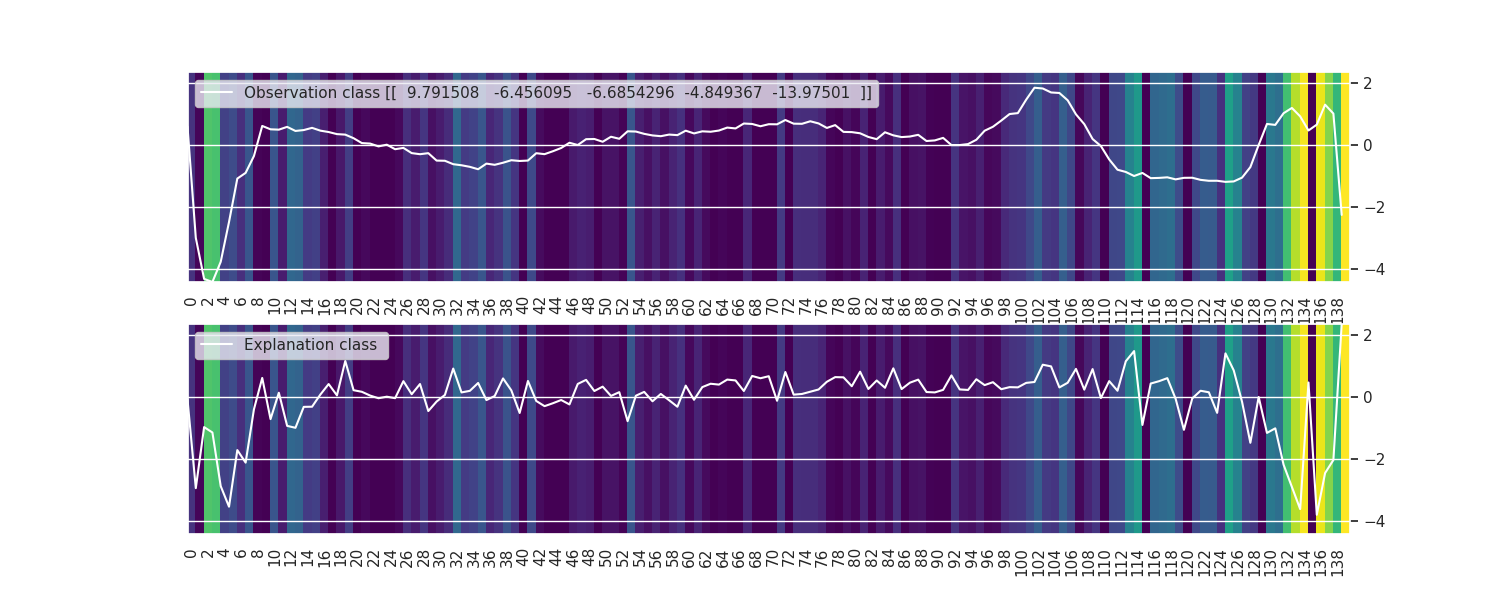 Observation class [[ 9.791508 -6.456095 -6.6854296 -4.849367 -13.97501 ]]
2
0
−2
−4
0 2 4 6 8 10 12 14 16 18 20 22 24 26 28 30 32 34 36 38 40 42 44 46 48 50 52 54 56 58 60 62 64 66 68 70 72 74 76 78 80 82 84 86 88 90 92 94 96 98 100 102 104 106 108 110 112 114 116 118 120 122 124 126 128 130 132 134 136 138
Explanation class
2
0
−2
−4
0 2 4 6 8 10 12 14 16 18 20 22 24 26 28 30 32 34 36 38 40 42 44 46 48 50 52 54 56 58 60 62 64 66 68 70 72 74 76 78 80 82 84 86 88 90 92 94 96 98 100 102 104 106 108 110 112 114 116 118 120 122 124 126 128 130 132 134 136 138